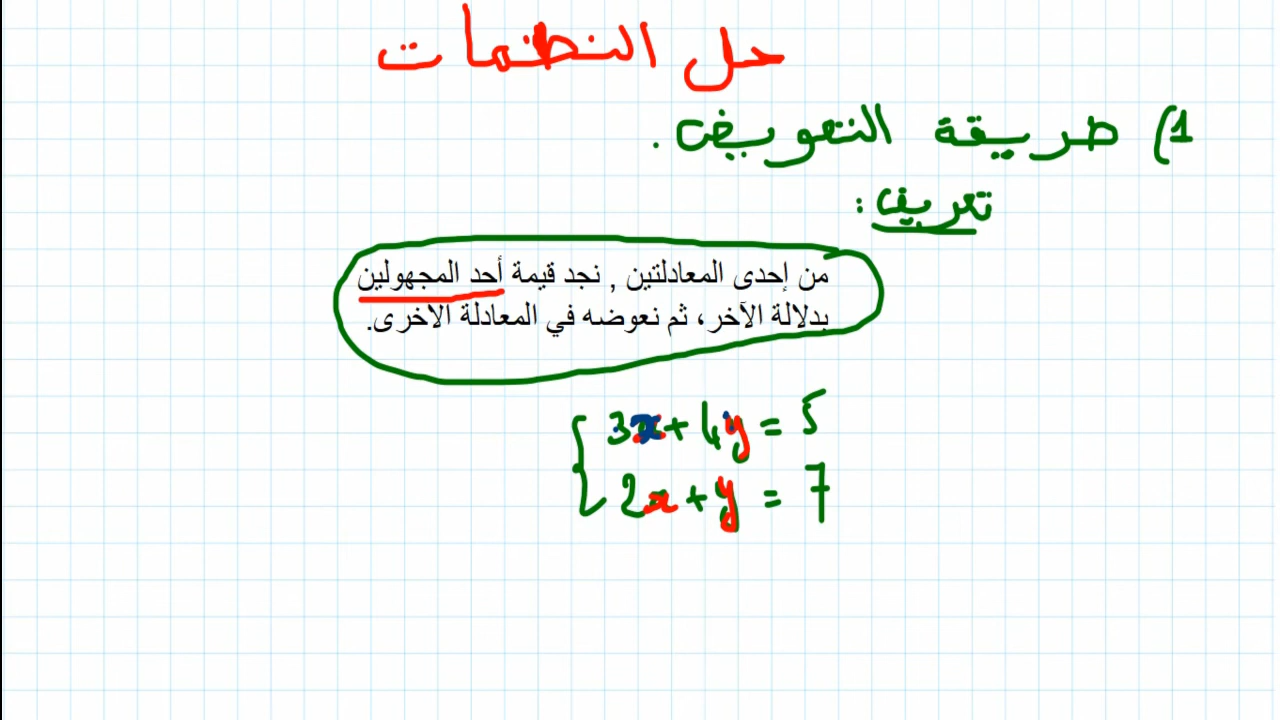 حل النظمات
1) طريقة التعويض.
تعريف:
من إحدى المعادلتين , نجد قيمة أحد المجهولين
بدلالة الآخر، ثم نعوضه في المعادلة الاخرى.
3x+4y=5
2x+y=7